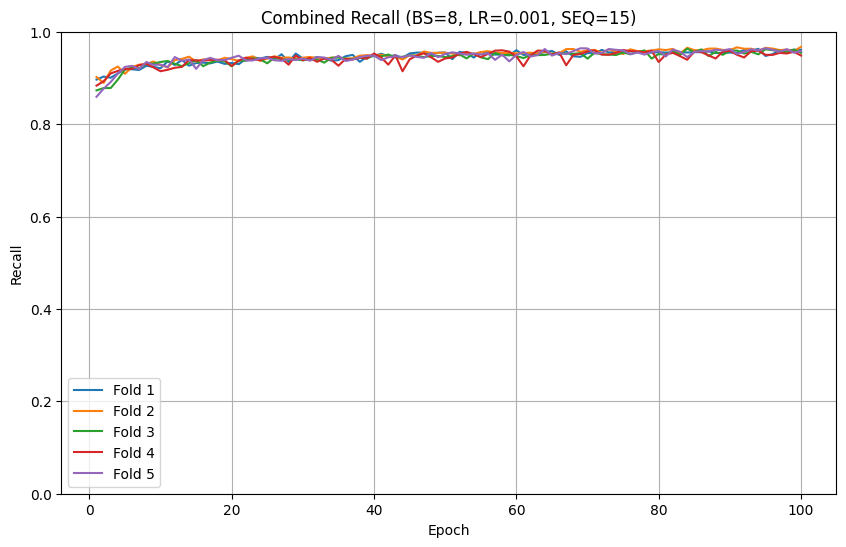 Combined Recall (BS=8, LR=0.001, SEQ=15)
1.0
0.8
0.6
0.4
0.2
0.0
Recall
Fold 1
Fold 2
Fold 3
Fold 4
Fold 5
0 20 40 60 80 100
Epoch